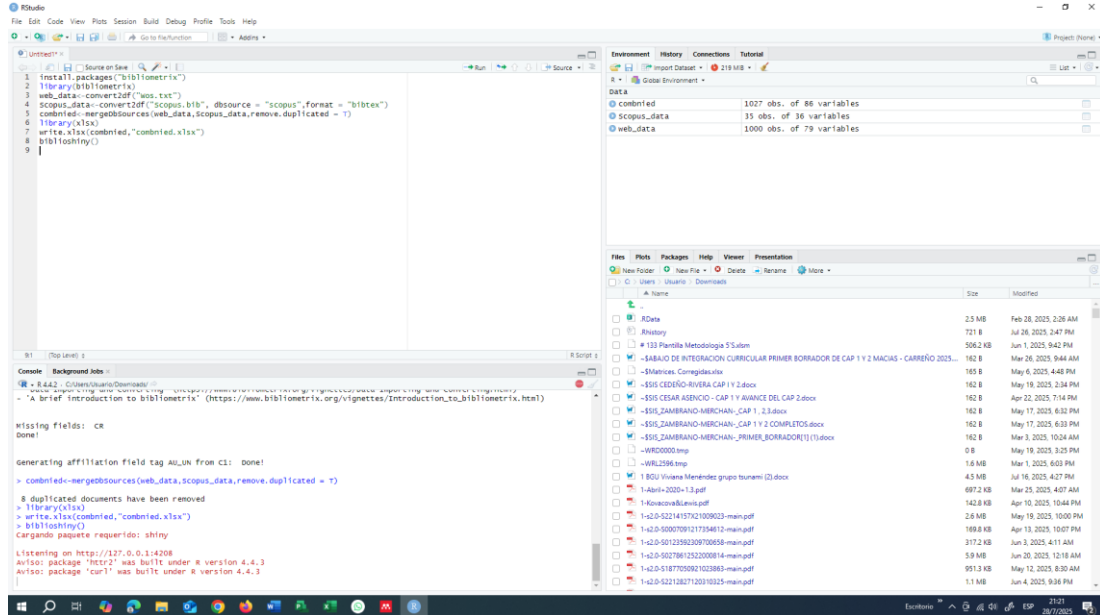 RStudio
File Edit Code View Plots Session Build Debug Profile Tools Help
Go to file/function Addins Project: (None)
Untitled1*
Source on Save Run Source
1 install.packages("bibliometrix")
2 library(bibliometrix)
3 web_data<-convert2df("wos.txt")
4 Scopus_data<-convert2df("Scopus.bib", dbsource = "scopus",format = "bibtex")
5 combnied<-mergeDbSources(web_data,Scopus_data,remove.duplicated = T)
6 library(xlsx)
7 write.xlsx(combnied,"combnied.xlsx")
8 biblioshiny()
9
9:1 (Top Level) R Script
Console Background Jobs
R 4.4.2 · C:/Users/Usuario/Downloads/
- 'A brief introduction to bibliometrix' (https://www.bibliometrix.org/vignettes/Introduction_to_bibliometrix.html)
Missing fields: CR
Done!
Generating affiliation field tag AU_UN from C1: Done!
> combnied<-mergeDbSources(web_data,Scopus_data,remove.duplicated = T)
8 duplicated documents have been removed
> library(xlsx)
> write.xlsx(combnied,"combnied.xlsx")
> biblioshiny()
Cargando paquete requerido: shiny
Listening on http://127.0.0.1:4208
Aviso: package 'httr2' was built under R version 4.4.3
Aviso: package 'curl' was built under R version 4.4.3
Environment History Connections Tutorial
Import Dataset 219 MiB List
R Global Environment
Data
combnied 1027 obs. of 86 variables
Scopus_data 35 obs. of 36 variables
web_data 1000 obs. of 79 variables
Files Plots Packages Help Viewer Presentation
New Folder New File Delete Rename More
C: Users Usuario Downloads
Name Size Modified
..
.RData 2.5 MB Feb 28, 2025, 2:26 AM
.Rhistory 721 B Jul 26, 2025, 2:47 PM
# 133 Plantilla Metodologia 5'S.xlsm 506.2 KB Jun 1, 2025, 9:42 PM
~$ABAJO DE INTEGRACION CURRICULAR PRIMER BORRADOR DE CAP 1 Y 2 MACIAS - CARREÑO 2025... 162 B Mar 26, 2025, 9:44 AM
~$Matrices. Corregidas.xlsx 165 B May 6, 2025, 4:48 PM
~$SIS CEDEÑO-RIVERA CAP I Y 2.docx 162 B May 19, 2025, 2:34 PM
~$SIS CESAR ASENCIO - CAP 1 Y AVANCE DEL CAP 2.docx 162 B Apr 22, 2025, 7:14 PM
~$SIS_ZAMBRANO-MERCHAN-_CAP 1 , 2,3.docx 162 B May 17, 2025, 6:32 PM
~$SIS_ZAMBRANO-MERCHAN-_CAP 1 Y 2 COMPLETOS.docx 162 B May 17, 2025, 6:33 PM
~$SIS_ZAMBRANO-MERCHAN-_PRIMER_BORRADOR[1] (1).docx 162 B Mar 3, 2025, 10:24 AM
~WRD0000.tmp 0 B May 19, 2025, 3:25 PM
~WRL2596.tmp 1.6 MB Mar 1, 2025, 6:03 PM
1 BGU Viviana Menéndez grupo tsunami (2).docx 4.5 MB Jul 16, 2025, 4:27 PM
1-Abril+2020+1.3.pdf 697.2 KB Mar 25, 2025, 4:07 AM
1-Kovacova&Lewis.pdf 142.8 KB Apr 10, 2025, 10:44 PM
1-s2.0-S2214157X21009023-main.pdf 2.6 MB May 19, 2025, 10:00 PM
1-s2.0-S0007091217354612-main.pdf 169.8 KB Apr 13, 2025, 10:07 PM
1-s2.0-S0123592309700658-main.pdf 317.2 KB Jun 3, 2025, 4:11 AM
1-s2.0-S0278612522000814-main.pdf 5.9 MB Jun 20, 2025, 12:18 AM
1-s2.0-S1877050921023863-main.pdf 951.3 KB May 12, 2025, 8:30 AM
1-s2.0-S2212827120310325-main.pdf 1.1 MB Jun 4, 2025, 9:36 PM
Escritorio ESP 21:21
28/7/2025